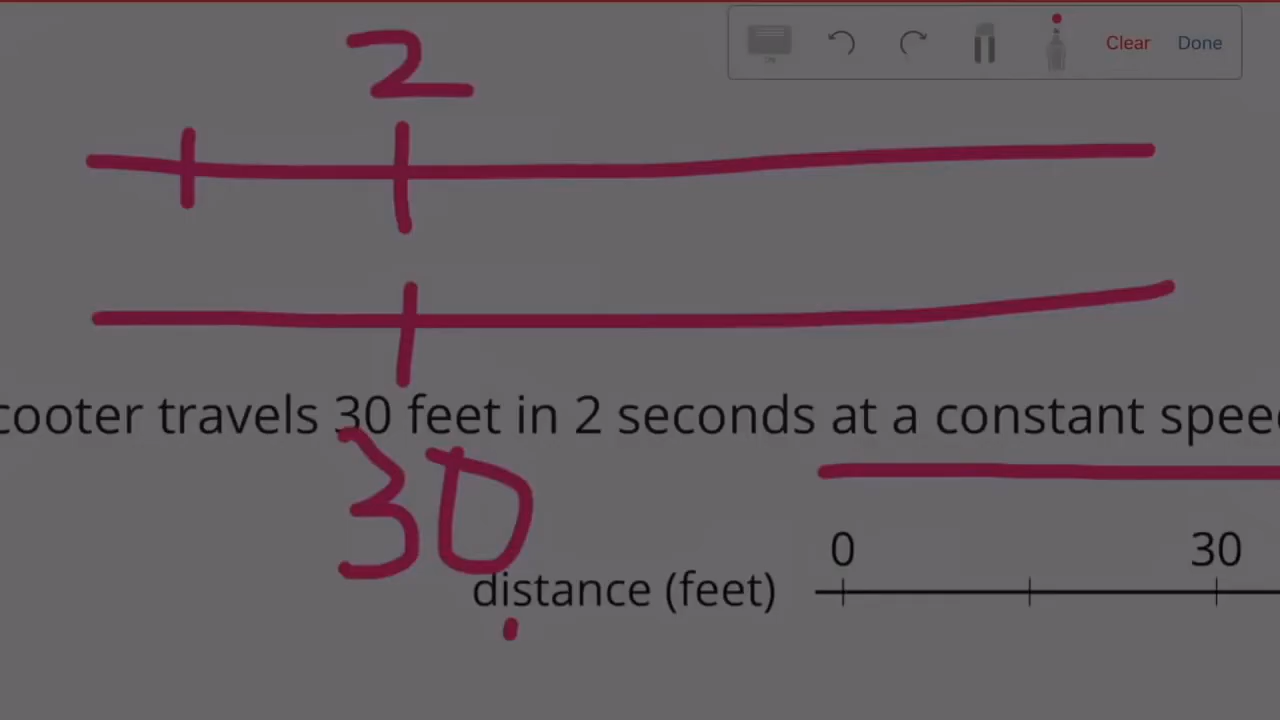 2
Clear Done
cooter travels 30 feet in 2 seconds at a constant spee
30
0 30
distance (feet)